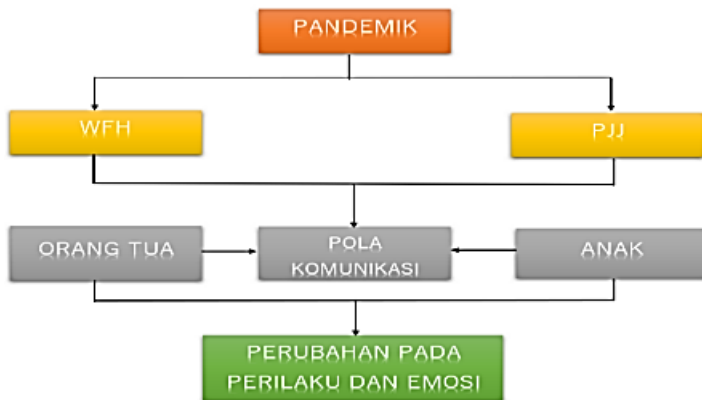 PANDEMIK
WFH
PJJ
ORANG TUA
POLA
KOMUNIKASI
ANAK
PERUBAHAN PADA
PERILAKU DAN EMOSI